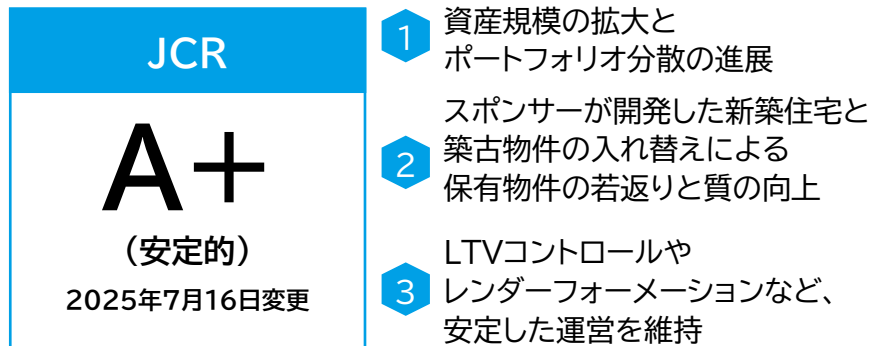 JCR
A+
(安定的)
2025年7月16日変更
1
資産規模の拡大と
ポートフォリオ分散の進展
2
スポンサーが開発した新築住宅と
築古物件の入れ替えによる
保有物件の若返りと質の向上
3
LTVコントロールや
レンダーフォーメーションなど、
安定した運営を維持